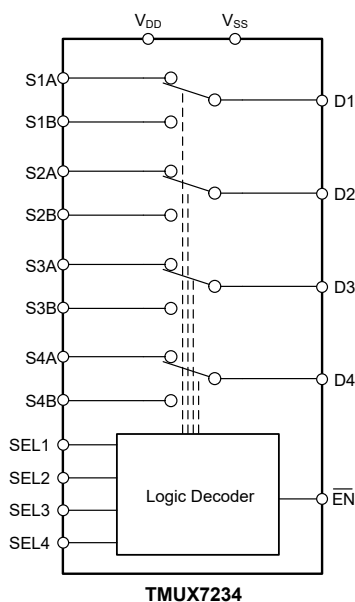 VDD VSS
S1A
D1
S1B
S2A
D2
S2B
S3A
D3
S3B
S4A
D4
S4B
SEL1
SEL2
Logic Decoder
EN
SEL3
SEL4
TMUX7234